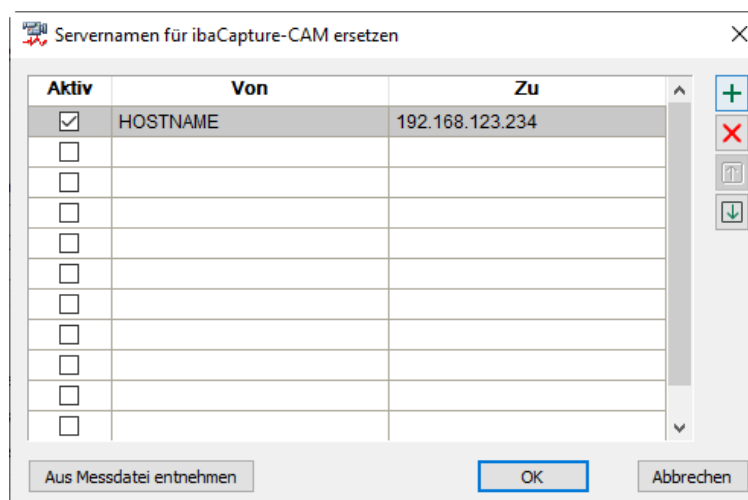 Servernamen für ibaCapture-CAM ersetzen
Aktiv Von Zu
HOSTNAME 192.168.123.234
Aus Messdatei entnehmen OK Abbrechen